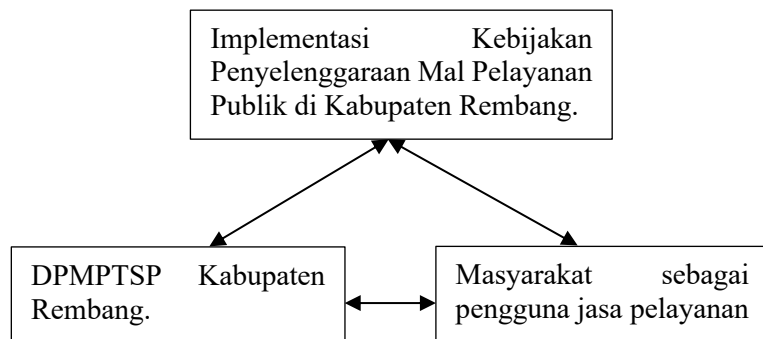 Implementasi Kebijakan
Penyelenggaraan Mal Pelayanan
Publik di Kabupaten Rembang.
DPMPTSP Kabupaten
Rembang.
Masyarakat sebagai
pengguna jasa pelayanan